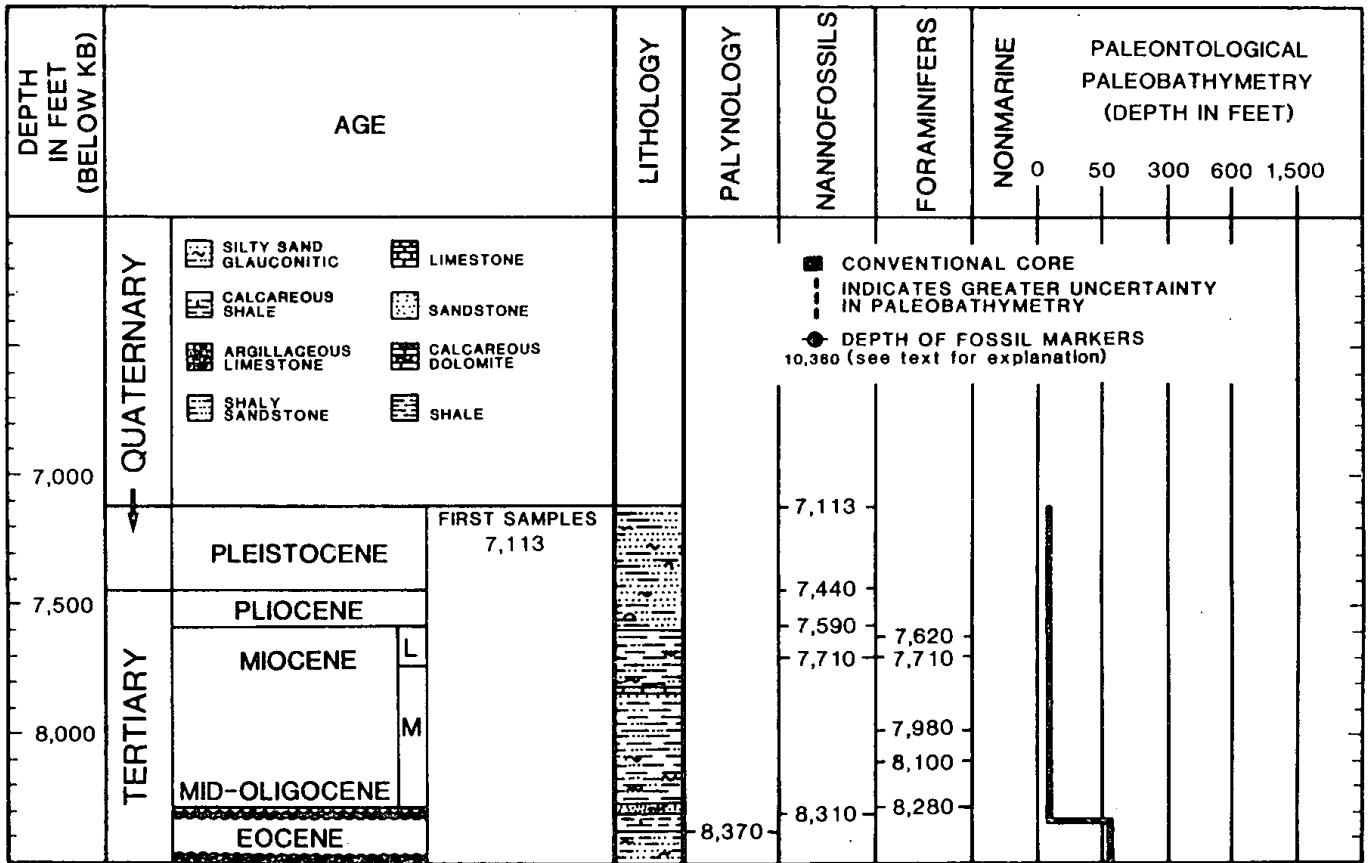 DEPTH
IN FEET
(BELOW KB)
AGE
LITHOLOGY
PALYNOLOGY
NANNOFOSSILS
FORAMINIFERS
NONMARINE
PALEONTOLOGICAL
PALEOBATHYMETRY
(DEPTH IN FEET)
0 50 300 600 1,500
QUATERNARY
SILTY SAND
GLAUCONITIC
LIMESTONE
CALCAREOUS
SHALE
SANDSTONE
ARGILLACEOUS
LIMESTONE
CALCAREOUS
DOLOMITE
SHALY
SANDSTONE
SHALE
CONVENTIONAL CORE
INDICATES GREATER UNCERTAINTY
IN PALEOBATHYMETRY
DEPTH OF FOSSIL MARKERS
10,360 (see text for explanation)
7,000
FIRST SAMPLES
7,113
7,113
PLEISTOCENE
7,440
7,500
PLIOCENE
7,590
7,620
MIOCENE
L
7,710
7,710
TERTIARY
M
7,980
8,000
8,100
MID-OLIGOCENE
8,280
8,310
8,370
EOCENE